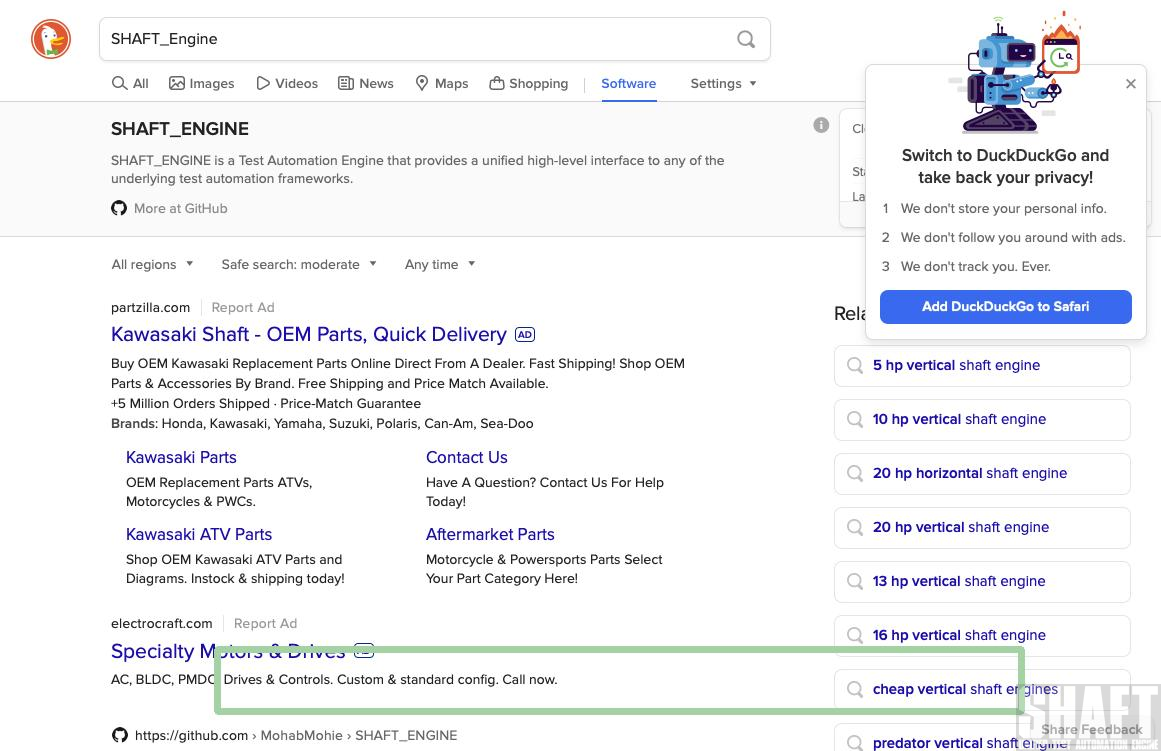 SHAFT_Engine
All Images Videos News Maps Shopping Software Settings
SHAFT_ENGINE
SHAFT_ENGINE is a Test Automation Engine that provides a unified high-level interface to any of the
underlying test automation frameworks.
More at GitHub
Switch to DuckDuckGo and
take back your privacy!
1 We don't store your personal info.
2 We don't follow you around with ads.
3 We don't track you. Ever.
Add DuckDuckGo to Safari
All regions Safe search: moderate Any time
partzilla.com Report Ad
Kawasaki Shaft - OEM Parts, Quick Delivery AD
Buy OEM Kawasaki Replacement Parts Online Direct From A Dealer. Fast Shipping! Shop OEM
Parts & Accessories By Brand. Free Shipping and Price Match Available.
+5 Million Orders Shipped · Price-Match Guarantee
Brands: Honda, Kawasaki, Yamaha, Suzuki, Polaris, Can-Am, Sea-Doo
Kawasaki Parts
OEM Replacement Parts ATVs,
Motorcycles & PWCs.
Contact Us
Have A Question? Contact Us For Help
Today!
Kawasaki ATV Parts
Shop OEM Kawasaki ATV Parts and
Diagrams. Instock & shipping today!
Aftermarket Parts
Motorcycle & Powersports Parts Select
Your Part Category Here!
electrocraft.com Report Ad
Specialty Motors & Drives
AC, BLDC, PMDC Drives & Controls. Custom & standard config. Call now.
https://github.com › MohabMohie › SHAFT_ENGINE
5 hp vertical shaft engine
10 hp vertical shaft engine
20 hp horizontal shaft engine
20 hp vertical shaft engine
13 hp vertical shaft engine
16 hp vertical shaft engine
cheap vertical shaft engines
predator vertical shaft engine
SHAFT
Share Feedback